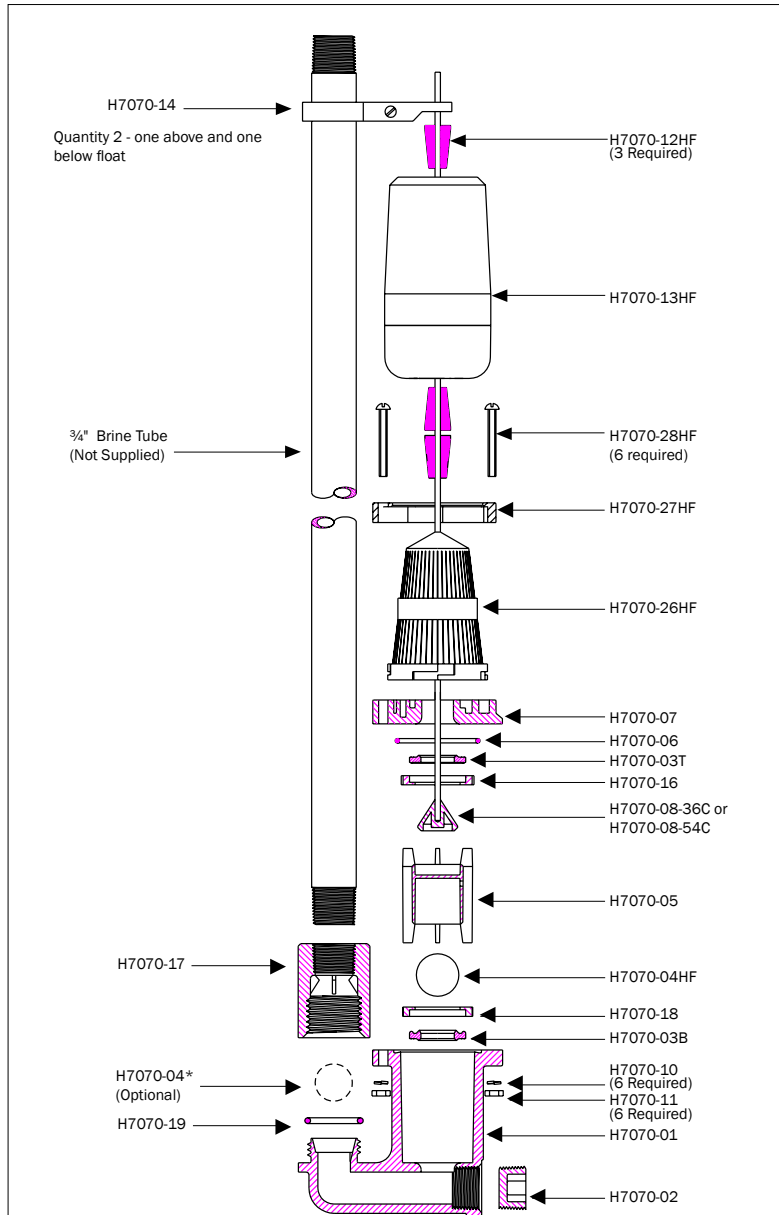 H7070-14
Quantity 2 - one above and one
below float
H7070-12HF
(3 Required)
H7070-13HF
¾" Brine Tube
(Not Supplied)
H7070-28HF
(6 required)
H7070-27HF
H7070-26HF
H7070-07
H7070-06
H7070-03T
H7070-16
H7070-08-36C or
H7070-08-54C
H7070-05
H7070-17
H7070-04HF
H7070-18
H7070-03B
H7070-04*
(Optional)
H7070-10
(6 Required)
H7070-11
(6 Required)
H7070-19
H7070-01
H7070-02